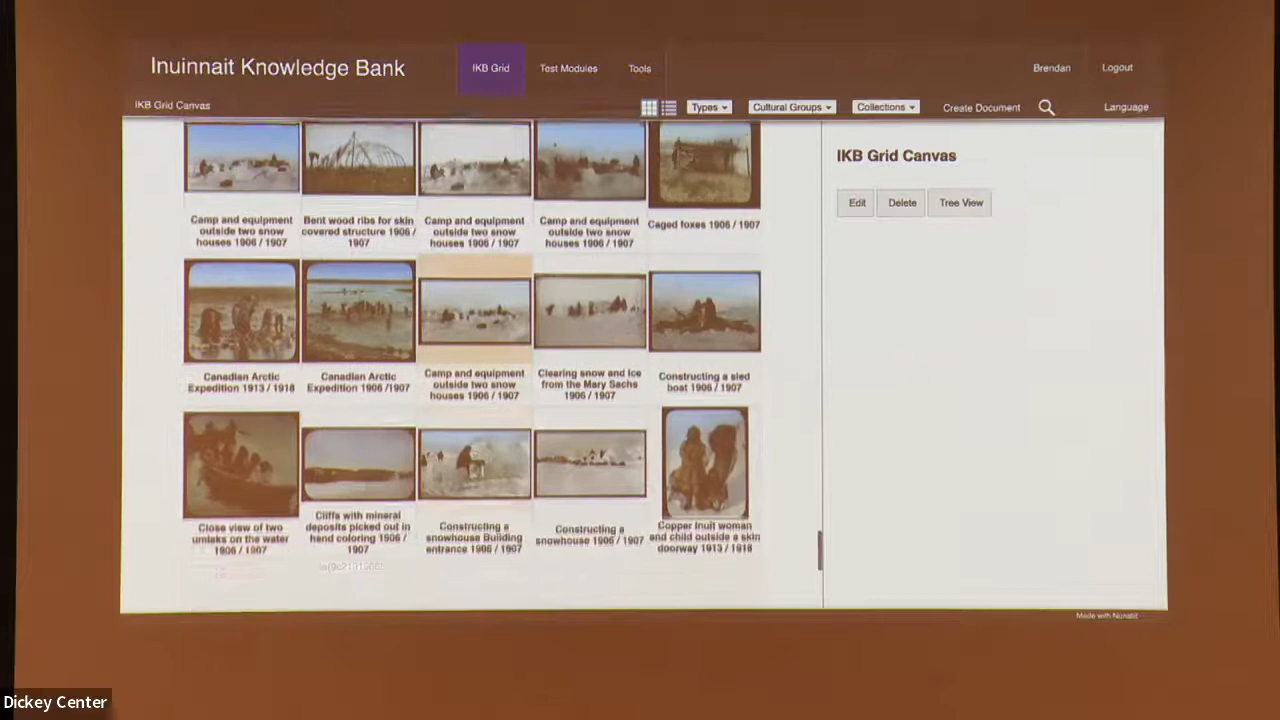 Inuinnait Knowledge Bank
IKB Grid
Test Modules
Tools
Brendan
Logout
IKB Grid Canvas
Types
Cultural Groups
Collections
Create Document
Language
Camp and equipment
outside two snow
houses 1906 / 1907
Bent wood ribs for skin
covered structure 1906 /
1907
Camp and equipment
outside two snow
houses 1906 / 1907
Camp and equipment
outside two snow
houses 1906 / 1907
Caged foxes 1906 / 1907
Canadian Arctic
Expedition 1913 / 1918
Canadian Arctic
Expedition 1906 /1907
Camp and equipment
outside two snow
houses 1906 / 1907
Clearing snow and ice
from the Mary Sachs
1906 / 1907
Constructing a sled
boat 1906 / 1907
Close view of two
umiaks on the water
1906 / 1907
Cliffs with mineral
deposits picked out in
hand coloring 1906 /
1907
Constructing a
snowhouse Building
entrance 1906 / 1907
Constructing a
snowhouse 1906 / 1907
Copper Inuit woman
and child outside a skin
doorway 1913 / 1918
IKB Grid Canvas
Edit
Delete
Tree View
Made with Nunaliit
Dickey Center